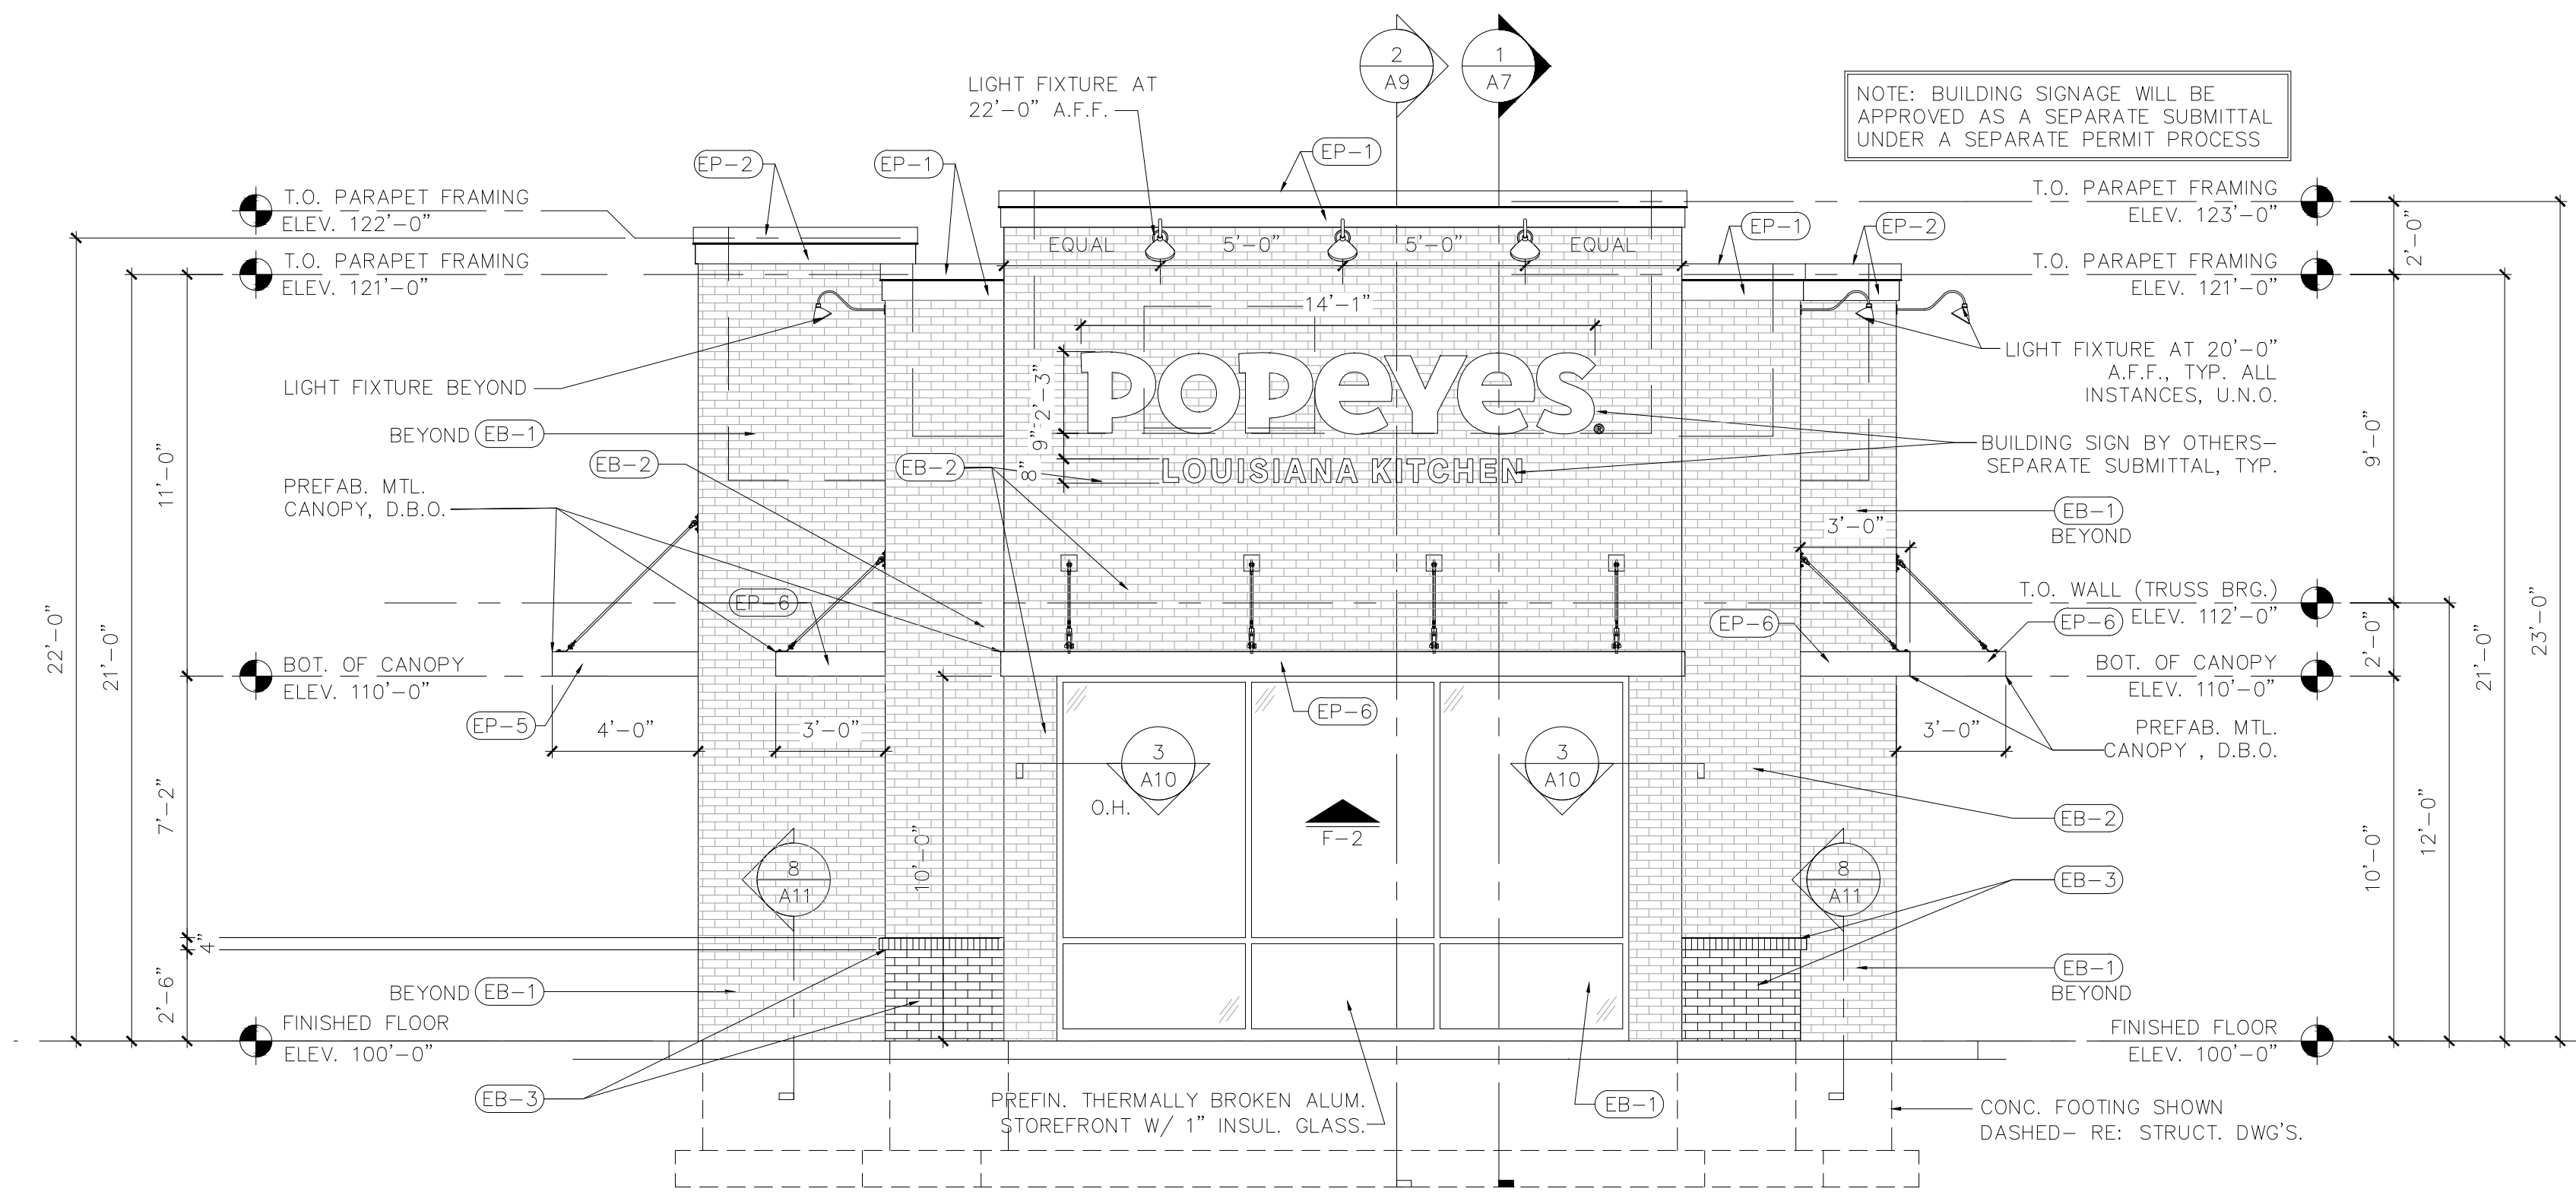 2
A9
1
A7
LIGHT FIXTURE AT
22'-0" A.F.F.
NOTE: BUILDING SIGNAGE WILL BE
APPROVED AS A SEPARATE SUBMITTAL
UNDER A SEPARATE PERMIT PROCESS
EP-2
EP-1
EP-1
T.O. PARAPET FRAMING
ELEV. 122'-0"
T.O. PARAPET FRAMING
ELEV. 121'-0"
T.O. PARAPET FRAMING
ELEV. 123'-0"
EP-1
EP-2
2'-0"
EQUAL
5'-0"
5'-0"
EQUAL
T.O. PARAPET FRAMING
ELEV. 121'-0"
14'-1"
LIGHT FIXTURE AT 20'-0"
A.F.F., TYP. ALL
INSTANCES, U.N.O.
LIGHT FIXTURE BEYOND
BEYOND EB-1
2'-3"
POPEYES
®
9"
8"
LOUISIANA KITCHEN
BUILDING SIGN BY OTHERS-
SEPARATE SUBMITTAL, TYP.
9'-0"
EB-2
EB-2
11'-0"
PREFAB. MTL.
CANOPY, D.B.O.
EB-1
BEYOND
3'-0"
22'-0"
21'-0"
EP-6
T.O. WALL (TRUSS BRG.)
ELEV. 112'-0"
EP-6
EP-6
2'-0"
21'-0"
23'-0"
BOT. OF CANOPY
ELEV. 110'-0"
BOT. OF CANOPY
ELEV. 110'-0"
EP-5
4'-0"
3'-0"
EP-6
3'-0"
PREFAB. MTL.
CANOPY , D.B.O.
3
A10
3
A10
O.H.
F-2
7'-2"
10'-0"
EB-2
8
A11
8
A11
EB-3
10'-0"
12'-0"
4"
2'-6"
BEYOND EB-1
EB-1
BEYOND
FINISHED FLOOR
ELEV. 100'-0"
FINISHED FLOOR
ELEV. 100'-0"
EB-3
PREFIN. THERMALLY BROKEN ALUM.
STOREFRONT W/ 1" INSUL. GLASS.
EB-1
CONC. FOOTING SHOWN
DASHED- RE: STRUCT. DWG'S.